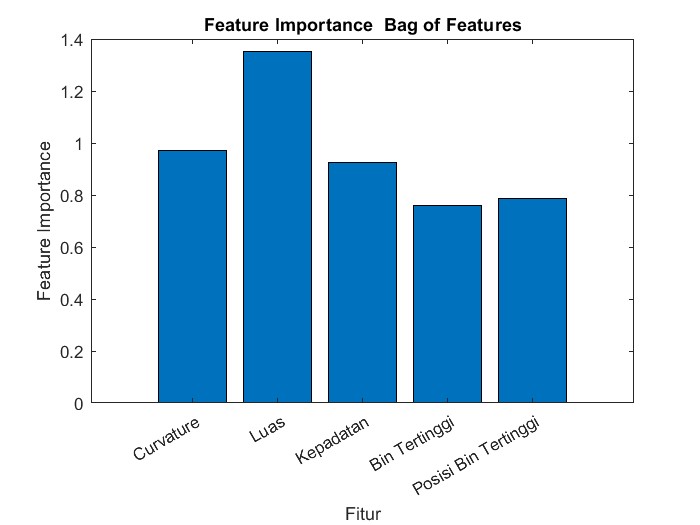 Feature Importance  Bag of Features
Feature Importance
1.4
1.2
1
0.8
0.6
0.4
0.2
0
Curvature
Luas
Kepadatan
Bin Tertinggi
Posisi Bin Tertinggi
Fitur